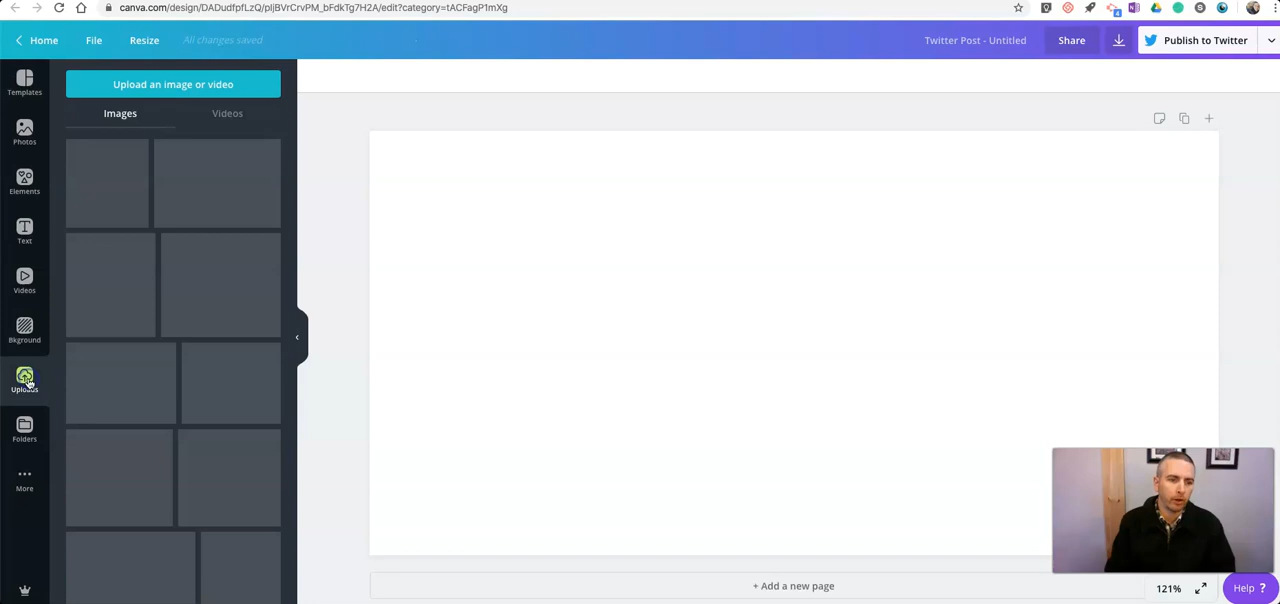 canva.com/design/DADudfpfLzQ/pljBVrCrvPM_bFdkTg7H2A/edit?category=tACFagP1mXg
4
Home File Resize All changes saved Twitter Post - Untitled Share Publish to Twitter
Templates
Photos
Elements
Text
Videos
Bkground
Uploads
Folders
More
Upload an image or video
Images Videos
+ Add a new page
121%
Help ?